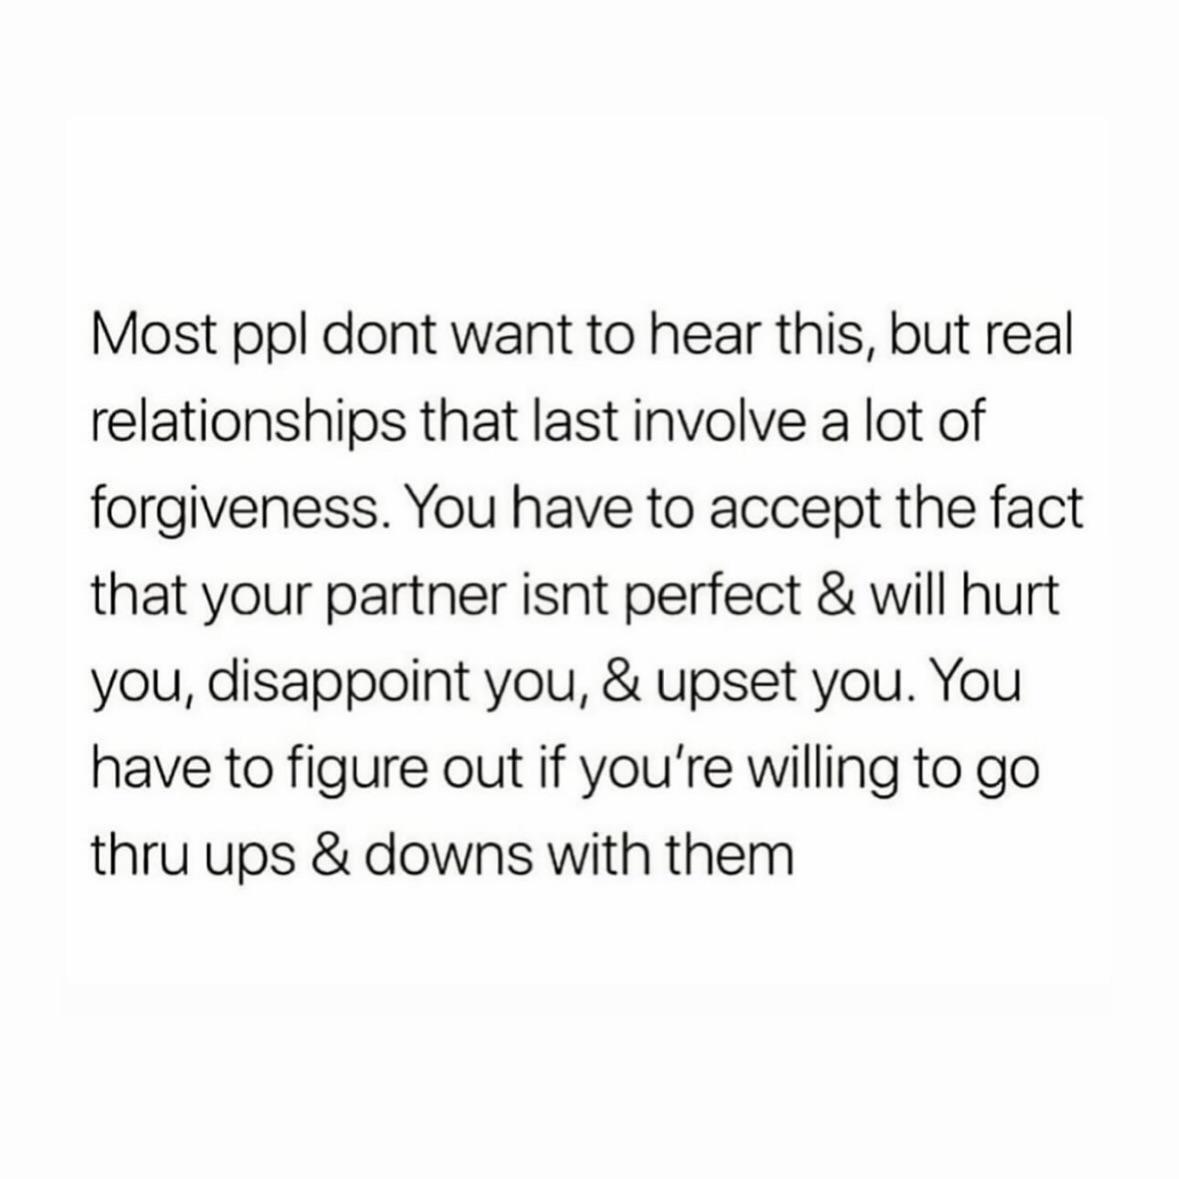 Most ppl dont want to hear this, but real
relationships that last involve a lot of
forgiveness. You have to accept the fact
that your partner isnt perfect & will hurt
you, disappoint you, & upset you. You
have to figure out if you're willing to go
thru ups & downs with them